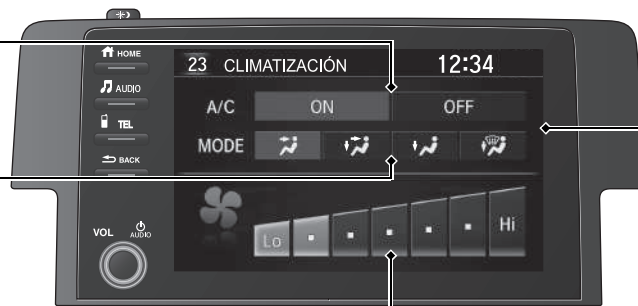 HOME
AUDIO
TEL
BACK
VOL
AUDIO
23 CLIMATIZACIÓN 12:34
A/C ON OFF
MODE
Lo Hi